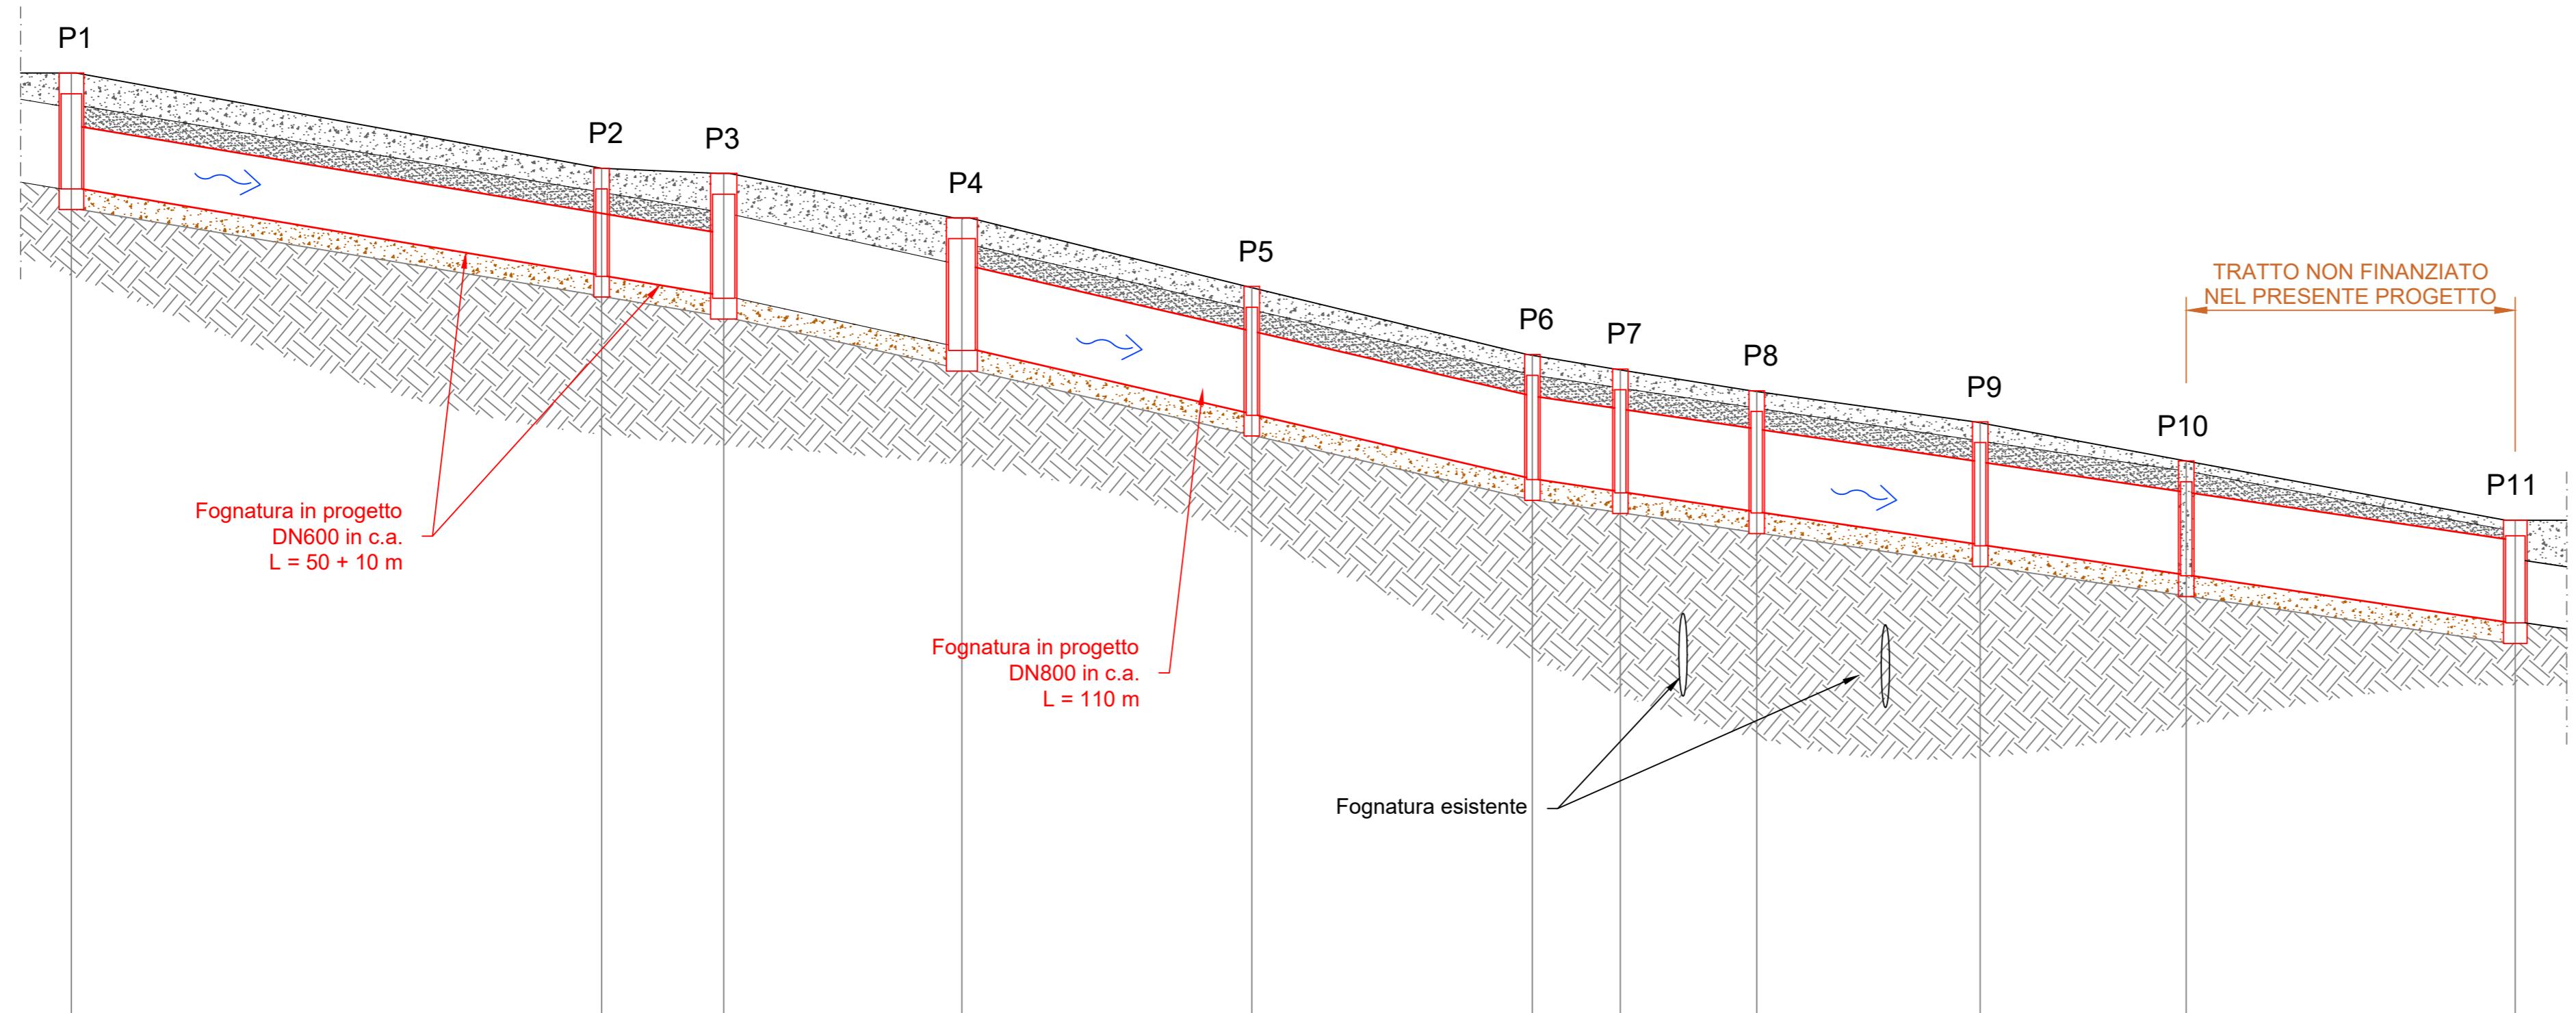 P1
P2
P3
P4
P5
P6
P7
P8
P9
P10
P11
TRATTO NON FINANZIATO
NEL PRESENTE PROGETTO
Fognatura in progetto
DN600 in c.a.
L = 50 + 10 m
Fognatura in progetto
DN800 in c.a.
L = 110 m
Fognatura esistente